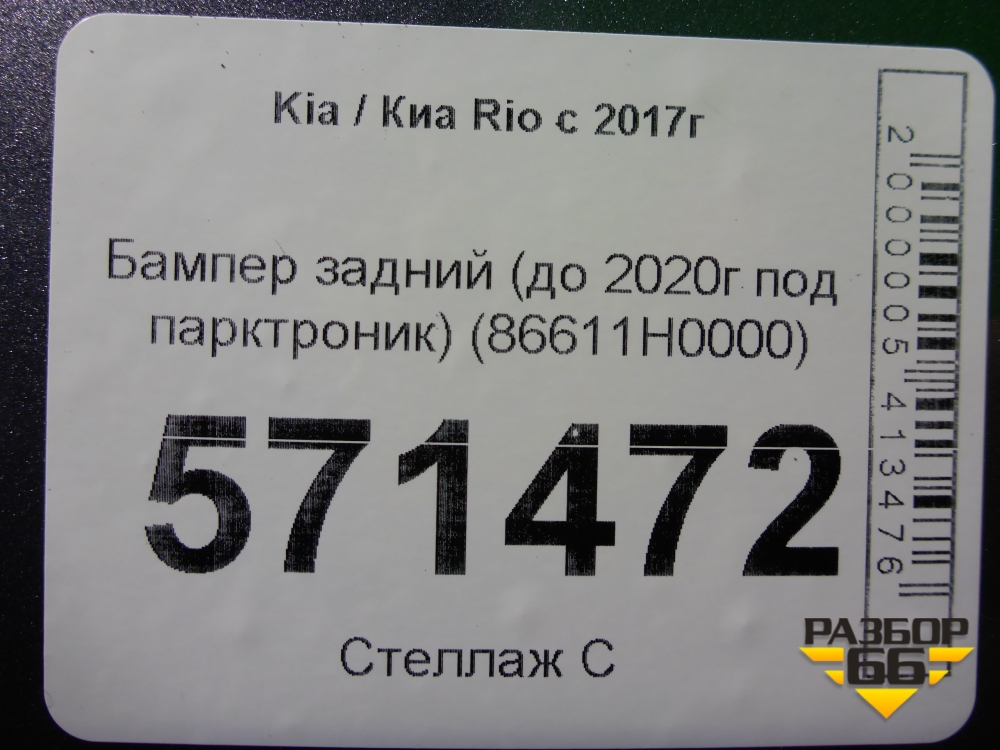 Kia / Киа Rio с 2017г
Бампер задний (до 2020г под
парктроник) (86611H0000)
571472
Стеллаж С
2000005413476
РАЗБОР
66